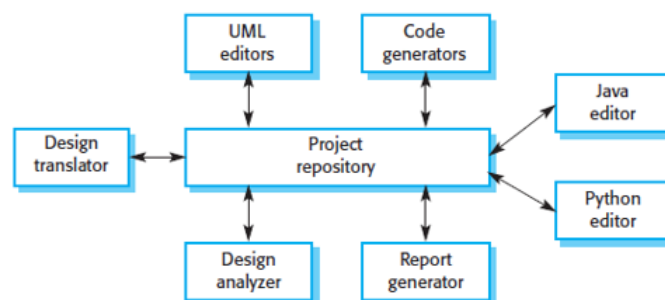 UML
editors
Code
generators
Java
editor
Design
translator
Project
repository
Python
editor
Design
analyzer
Report
generator